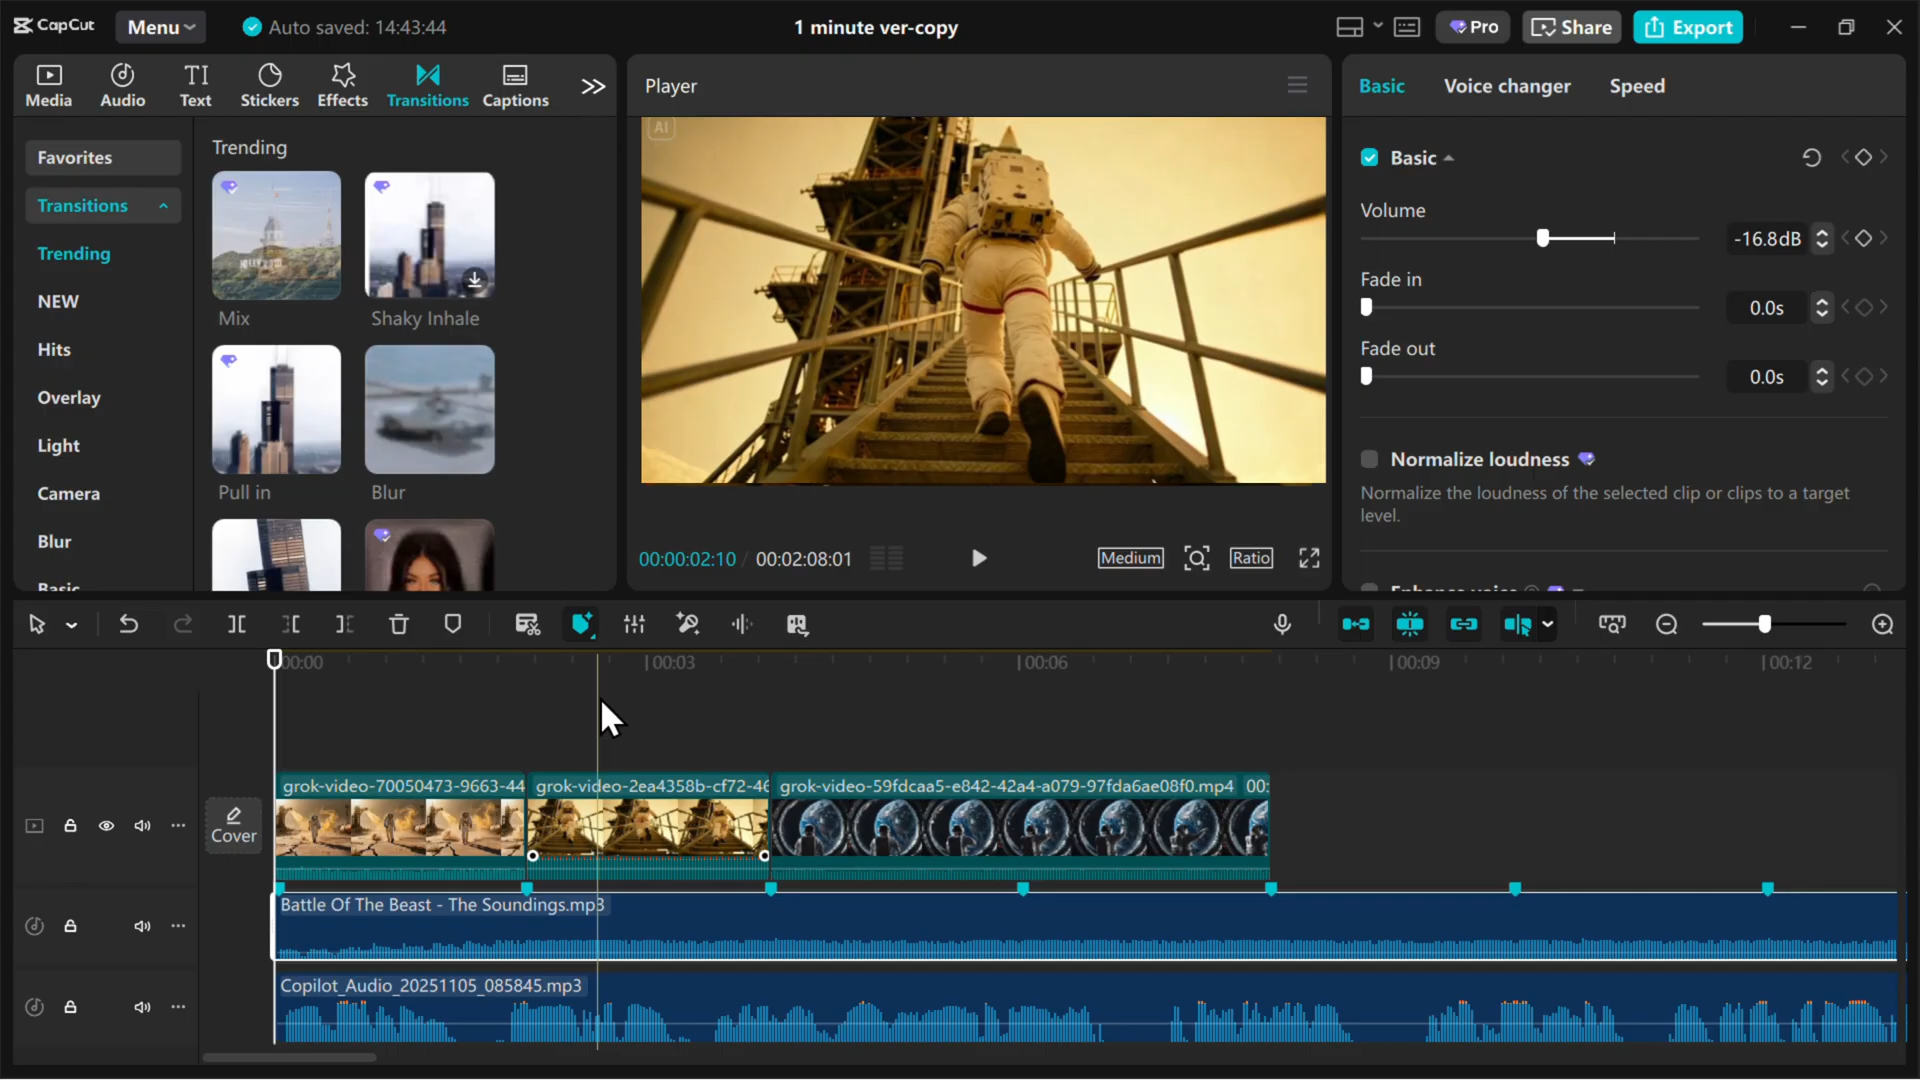 CapCut
Menu
Auto saved: 14:43:44
1 minute ver-copy
Pro
Share
Export
Media
Audio
TI
Text
Stickers
Effects
Transitions
Captions
Favorites
Transitions
Trending
NEW
Hits
Overlay
Light
Camera
Blur
Basic
Trending
Mix
Shaky Inhale
Pull in
Blur
Player
AI
00:00:02:10 / 00:02:08:01
Medium
Ratio
Basic
Voice changer
Speed
Basic
Volume
-16.8dB
Fade in
0.0s
Fade out
0.0s
Normalize loudness
Normalize the loudness of the selected clip or clips to a target
level.
Enhance voice
00:00
00:03
00:06
00:09
00:12
Cover
grok-video-70050473-9663-44
grok-video-2ea4358b-cf72-46
grok-video-59fdcaa5-e842-42a4-a079-97fda6ae08f0.mp4 00:
Battle Of The Beast - The Soundings.mp3
Copilot_Audio_20251105_085845.mp3